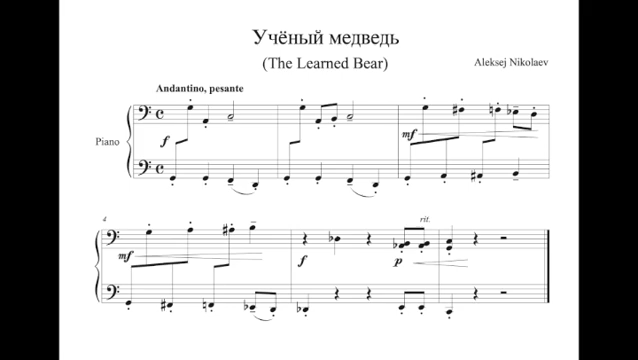 Учёный медведь
(The Learned Bear)
Aleksej Nikolaev
Andantino, pesante
Piano
f
mf
4
rit.
mf
f
p